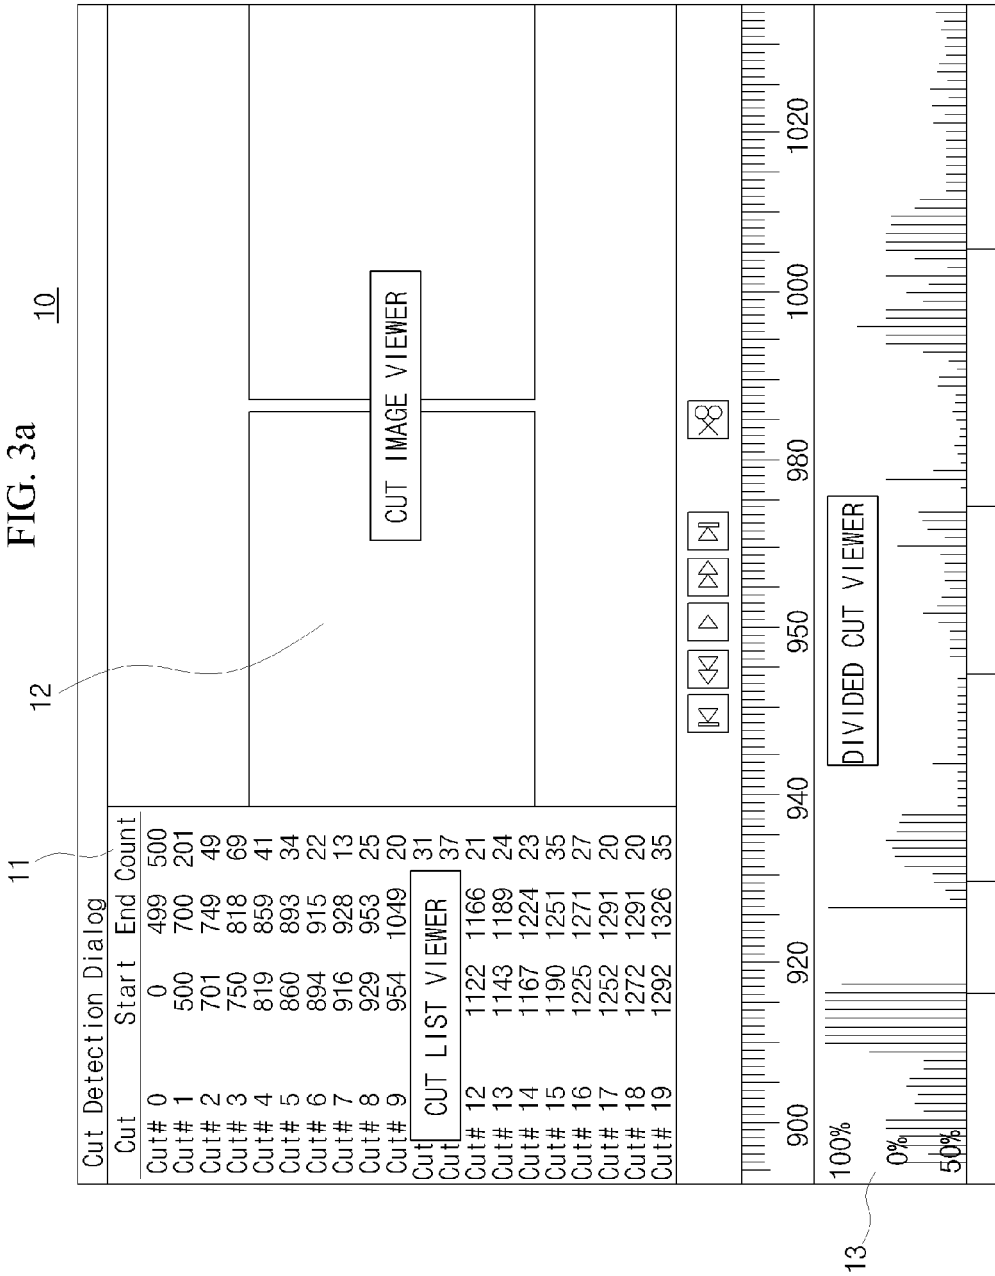 FIG. 3a
10
11
12
Cut Detection Dialog
Cut Start End Count
Cut# 0 0 499 500
Cut# 1 500 700 201
Cut# 2 701 749 49
Cut# 3 750 818 69
Cut# 4 819 859 41
Cut# 5 860 893 34
Cut# 6 894 915 22
Cut# 7 916 928 13
Cut# 8 929 953 25
Cut# 9 954 1049 20
Cut 31
CUT LIST VIEWER
Cut 37
Cut# 12 1122 1166 21
Cut# 13 1143 1189 24
Cut# 14 1167 1224 23
Cut# 15 1190 1251 35
Cut# 16 1225 1271 27
Cut# 17 1252 1291 20
Cut# 18 1272 1291 20
Cut# 19 1292 1326 35
CUT IMAGE VIEWER
×8
900 920 940 950 980 1000 1020
100%
DIVIDED CUT VIEWER
0%
50%
13